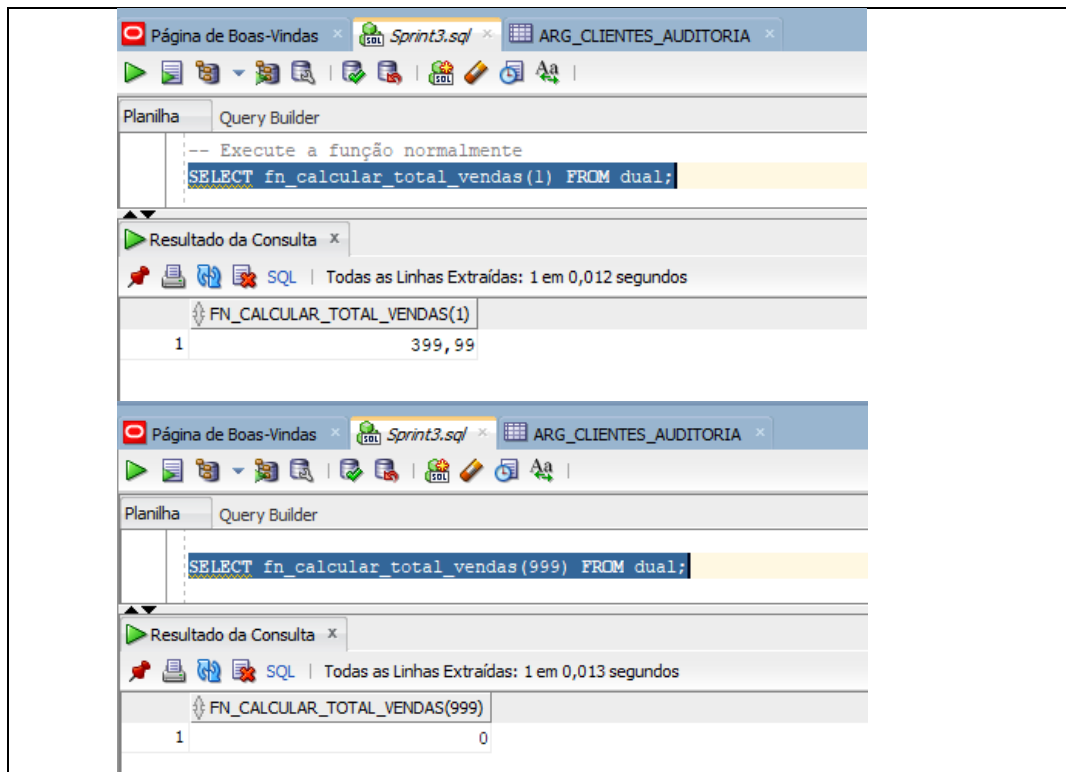 Página de Boas-Vindas × Sprint3.sql × ARG_CLIENTES_AUDITORIA ×
Planilha Query Builder
-- Execute a função normalmente
SELECT fn_calcular_total_vendas(1) FROM dual;
Resultado da Consulta x
SQL | Todas as Linhas Extraídas: 1 em 0,012 segundos
FN_CALCULAR_TOTAL_VENDAS(1)
1 399,99
Página de Boas-Vindas × Sprint3.sql × ARG_CLIENTES_AUDITORIA ×
Planilha Query Builder
SELECT fn_calcular_total_vendas(999) FROM dual;
Resultado da Consulta x
SQL | Todas as Linhas Extraídas: 1 em 0,013 segundos
FN_CALCULAR_TOTAL_VENDAS(999)
1 0